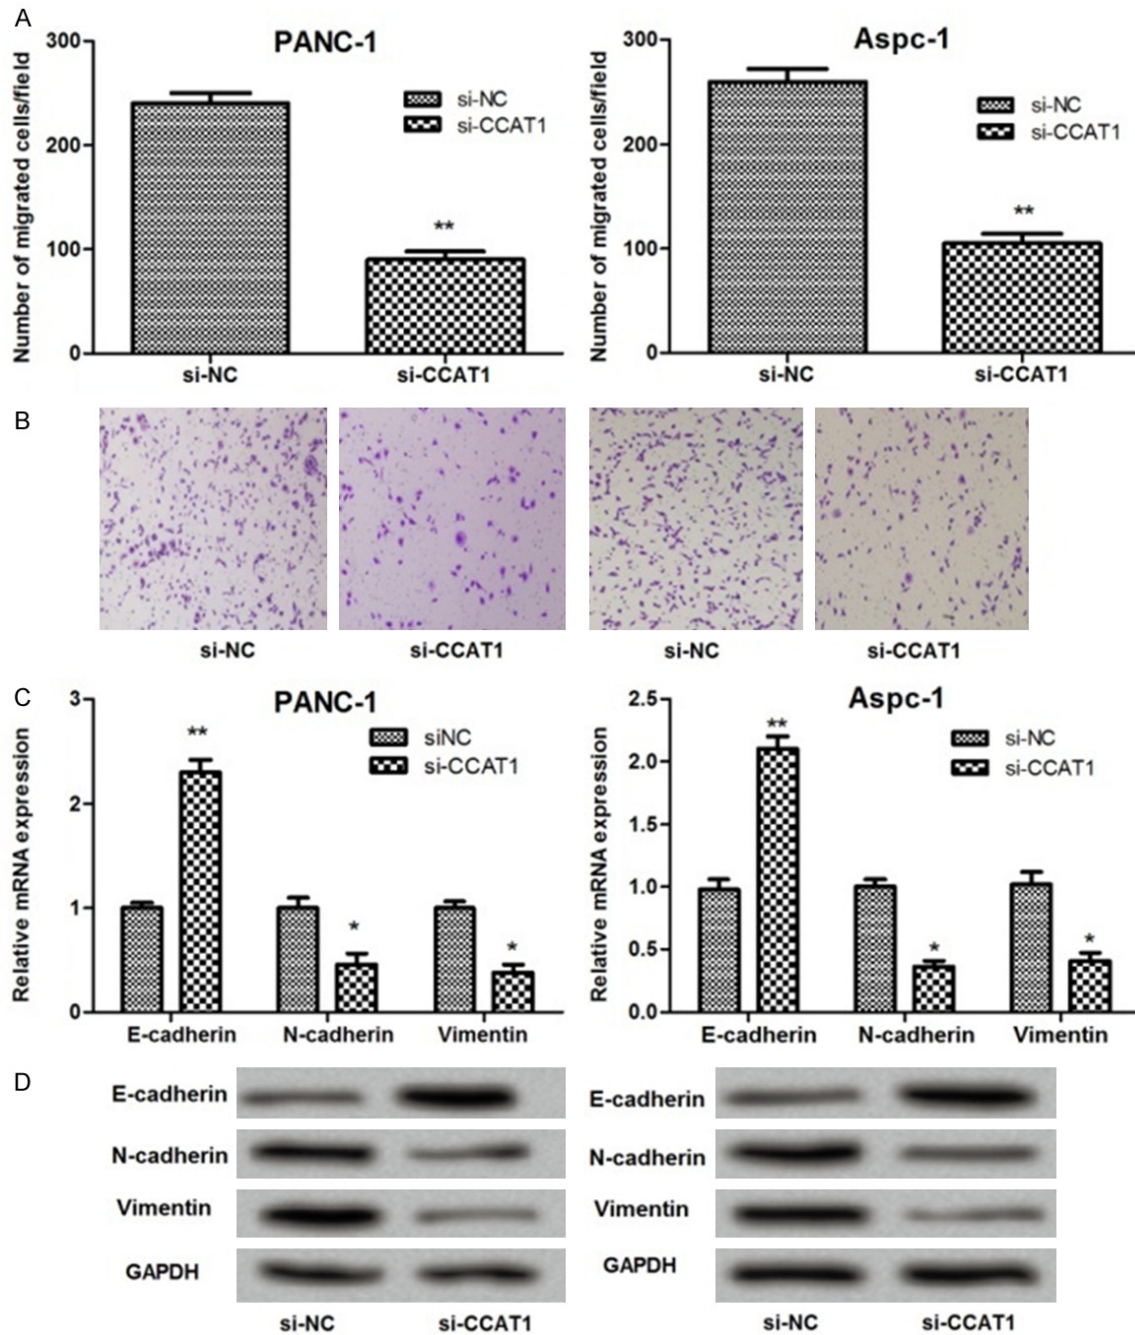 A
PANC-1
Number of migrated cells/field
300
200
100
0
si-NC
si-CCAT1
**
si-NC
si-CCAT1
Aspc-1
Number of migrated cells/field
300
200
100
0
si-NC
si-CCAT1
**
si-NC
si-CCAT1
B
si-NC
si-CCAT1
si-NC
si-CCAT1
C
PANC-1
Relative mRNA expression
3
2
1
0
siNC
si-CCAT1
**
*
*
E-cadherin
N-cadherin
Vimentin
Aspc-1
Relative mRNA expression
2.5
2.0
1.5
1.0
0.5
0.0
si-NC
si-CCAT1
**
*
*
E-cadherin
N-cadherin
Vimentin
D
E-cadherin
N-cadherin
Vimentin
GAPDH
si-NC
si-CCAT1
E-cadherin
N-cadherin
Vimentin
GAPDH
si-NC
si-CCAT1